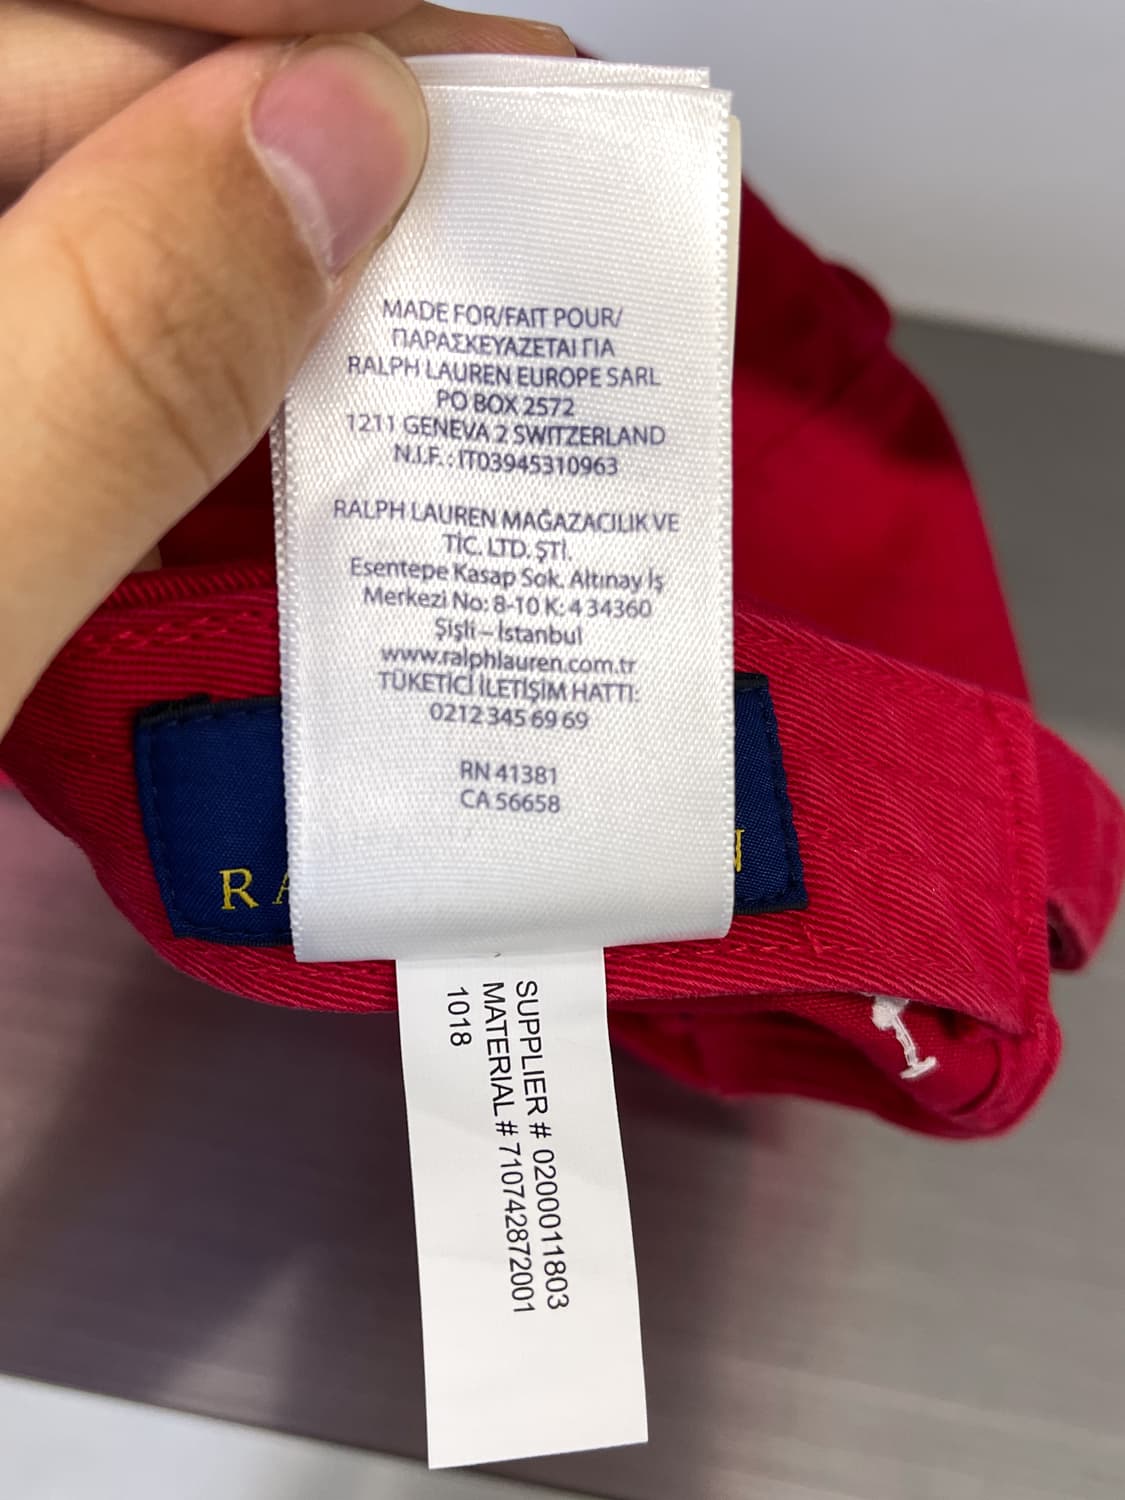 MADE FOR/FAIT POUR/
ΠΑΡΑΣΚΕΥΑΖΕΤΑΙ ΓΙΑ
RALPH LAUREN EUROPE SARL
PO BOX 2572
1211 GENEVA 2 SWITZERLAND
N.I.F. : IT03945310963
RALPH LAUREN MAĞAZACILIK VE
TİC. LTD. ŞTİ.
Esentepe Kasap Sok. Altınay İş
Merkezi No: 8-10 K: 4 34360
Şişli – İstanbul
www.ralphlauren.com.tr
TÜKETİCİ İLETİŞİM HATTI:
0212 345 69 69
RN 41381
CA 56658
RA
N
SUPPLIER # 0200011803
MATERIAL # 710742872001
1018